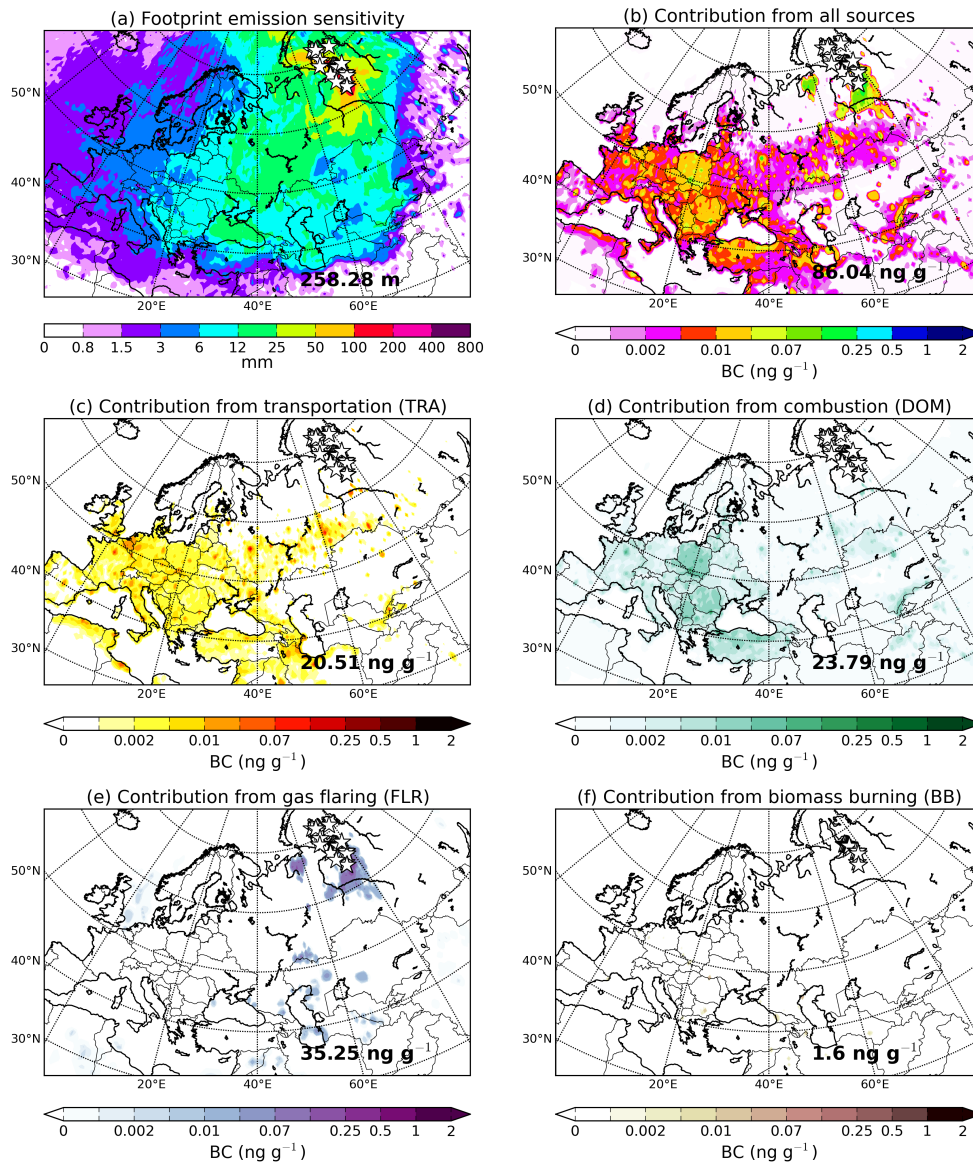 (a) Footprint emission sensitivity
50°N
40°N
30°N
258.28 m
20°E 40°E 60°E
0 0.8 1.5 3 6 12 25 50 100 200 400 800
mm
(b) Contribution from all sources
50°N
40°N
30°N
86.04 ng g⁻¹
20°E 40°E 60°E
0 0.002 0.01 0.07 0.25 0.5 1 2
BC (ng g⁻¹)
(c) Contribution from transportation (TRA)
50°N
40°N
30°N
20.51 ng g⁻¹
20°E 40°E 60°E
0 0.002 0.01 0.07 0.25 0.5 1 2
BC (ng g⁻¹)
(d) Contribution from combustion (DOM)
50°N
40°N
30°N
23.79 ng g⁻¹
20°E 40°E 60°E
0 0.002 0.01 0.07 0.25 0.5 1 2
BC (ng g⁻¹)
(e) Contribution from gas flaring (FLR)
50°N
40°N
30°N
35.25 ng g⁻¹
20°E 40°E 60°E
0 0.002 0.01 0.07 0.25 0.5 1 2
BC (ng g⁻¹)
(f) Contribution from biomass burning (BB)
50°N
40°N
30°N
1.6 ng g⁻¹
20°E 40°E 60°E
0 0.002 0.01 0.07 0.25 0.5 1 2
BC (ng g⁻¹)